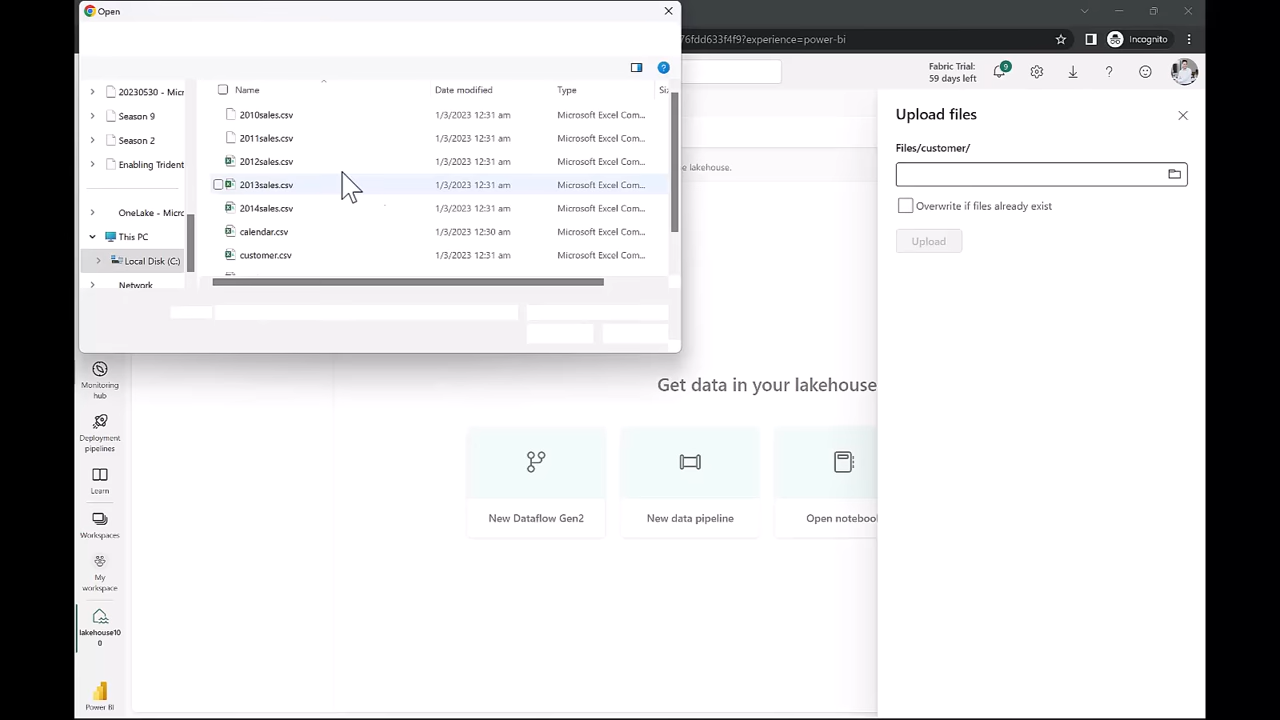 Open
76fdd633f4f9?experience=power-bi
Incognito
Fabric Trial:
59 days left
9
20230530 - Micr
Season 9
Season 2
Enabling Trident
OneLake - Micro
This PC
Local Disk (C:)
Network
Name Date modified Type Si
2010sales.csv 1/3/2023 12:31 am Microsoft Excel Com...
2011sales.csv 1/3/2023 12:31 am Microsoft Excel Com...
2012sales.csv 1/3/2023 12:31 am Microsoft Excel Com...
2013sales.csv 1/3/2023 12:31 am Microsoft Excel Com...
2014sales.csv 1/3/2023 12:31 am Microsoft Excel Com...
calendar.csv 1/3/2023 12:30 am Microsoft Excel Com...
customer.csv 1/3/2023 12:31 am Microsoft Excel Com...
e lakehouse.
Upload files
Files/customer/
Overwrite if files already exist
Upload
Monitoring
hub
Deployment
pipelines
Learn
Workspaces
My
workspace
lakehouse10
0
Power BI
Get data in your lakehouse
New Dataflow Gen2
New data pipeline
Open notebook